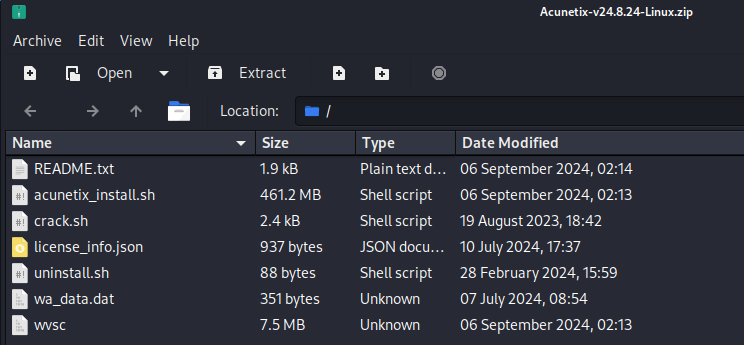 Acunetix-v24.8.24-Linux.zip
Archive Edit View Help
Open Extract
Location: /
Name Size Type Date Modified
README.txt 1.9 kB Plain text d... 06 September 2024, 02:14
acunetix_install.sh 461.2 MB Shell script 06 September 2024, 02:13
crack.sh 2.4 kB Shell script 19 August 2023, 18:42
license_info.json 937 bytes JSON docu... 10 July 2024, 17:37
uninstall.sh 88 bytes Shell script 28 February 2024, 15:59
wa_data.dat 351 bytes Unknown 07 July 2024, 08:54
wvsc 7.5 MB Unknown 06 September 2024, 02:13